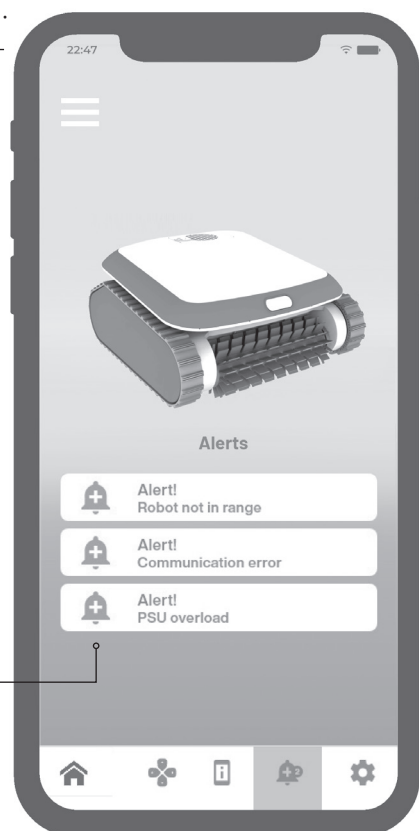 22:47
Alerts
Alert!
Robot not in range
Alert!
Communication error
Alert!
PSU overload